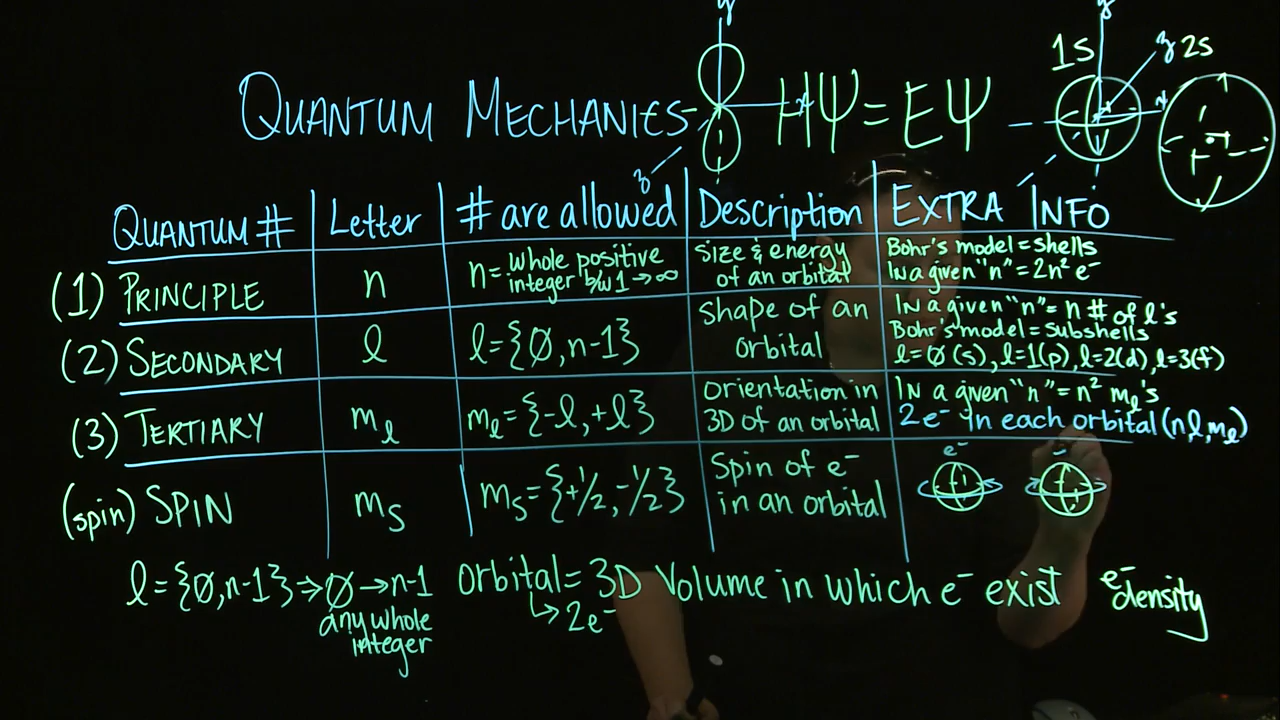 y
y
1s
z 2s
QUANTUM MECHANICS
HΨ=EΨ
z
QUANTUM # Letter # are allowed Description EXTRA INFO
(1) PRINCIPLE n n= whole positive integer b/w 1→∞ size & energy of an orbital Bohr's model = shells
In a given "n" = 2n² e⁻
(2) SECONDARY l l={∅,n-1} shape of an orbital In a given "n" = n # of l's
Bohr's model = subshells
l=∅(s), l=1(p), l=2(d), l=3(f)
(3) TERTIARY mₗ mₗ={-l,+l} orientation in 3D of an orbital In a given "n" = n² mₗ's
2e⁻ in each orbital (n,l,mₗ)
(spin) SPIN mₛ mₛ={+½,-½} Spin of e⁻ in an orbital e⁻ -
l={∅,n-1}⇒∅→n-1
any whole
integer
orbital= 3D Volume in which e⁻ exist
↳2e⁻
e⁻ density